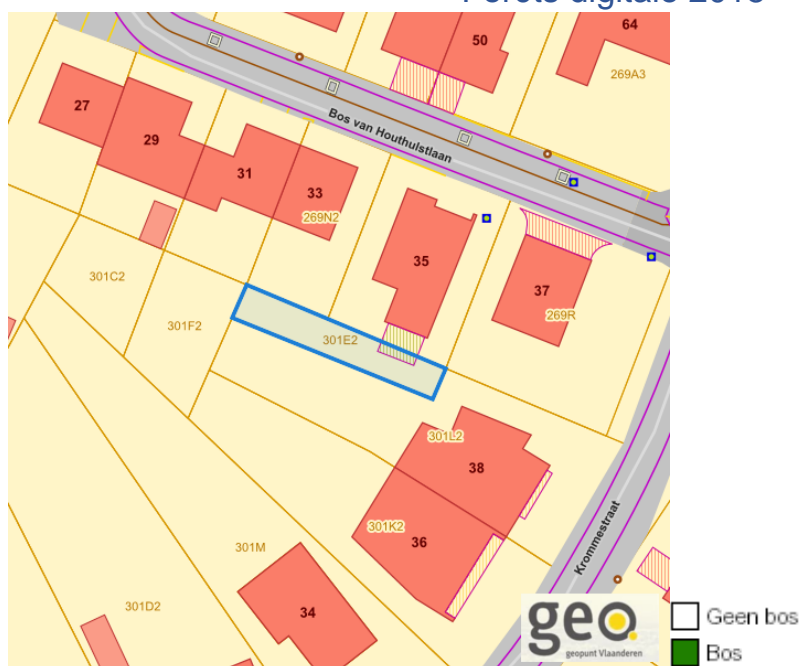 50
64
269A3
27
29
31
33
Bos van Houthulstlaan
269N2
35
37
269R
301C2
301F2
301E2
301L2
38
301K2
36
301M
34
301D2
Krommestraat
geo.
geopunt Vlaanderen
Geen bos
Bos